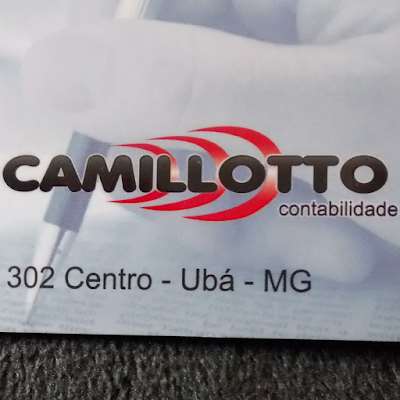 CAMILLOTTO
contabilidade
302 Centro - Ubá - MG